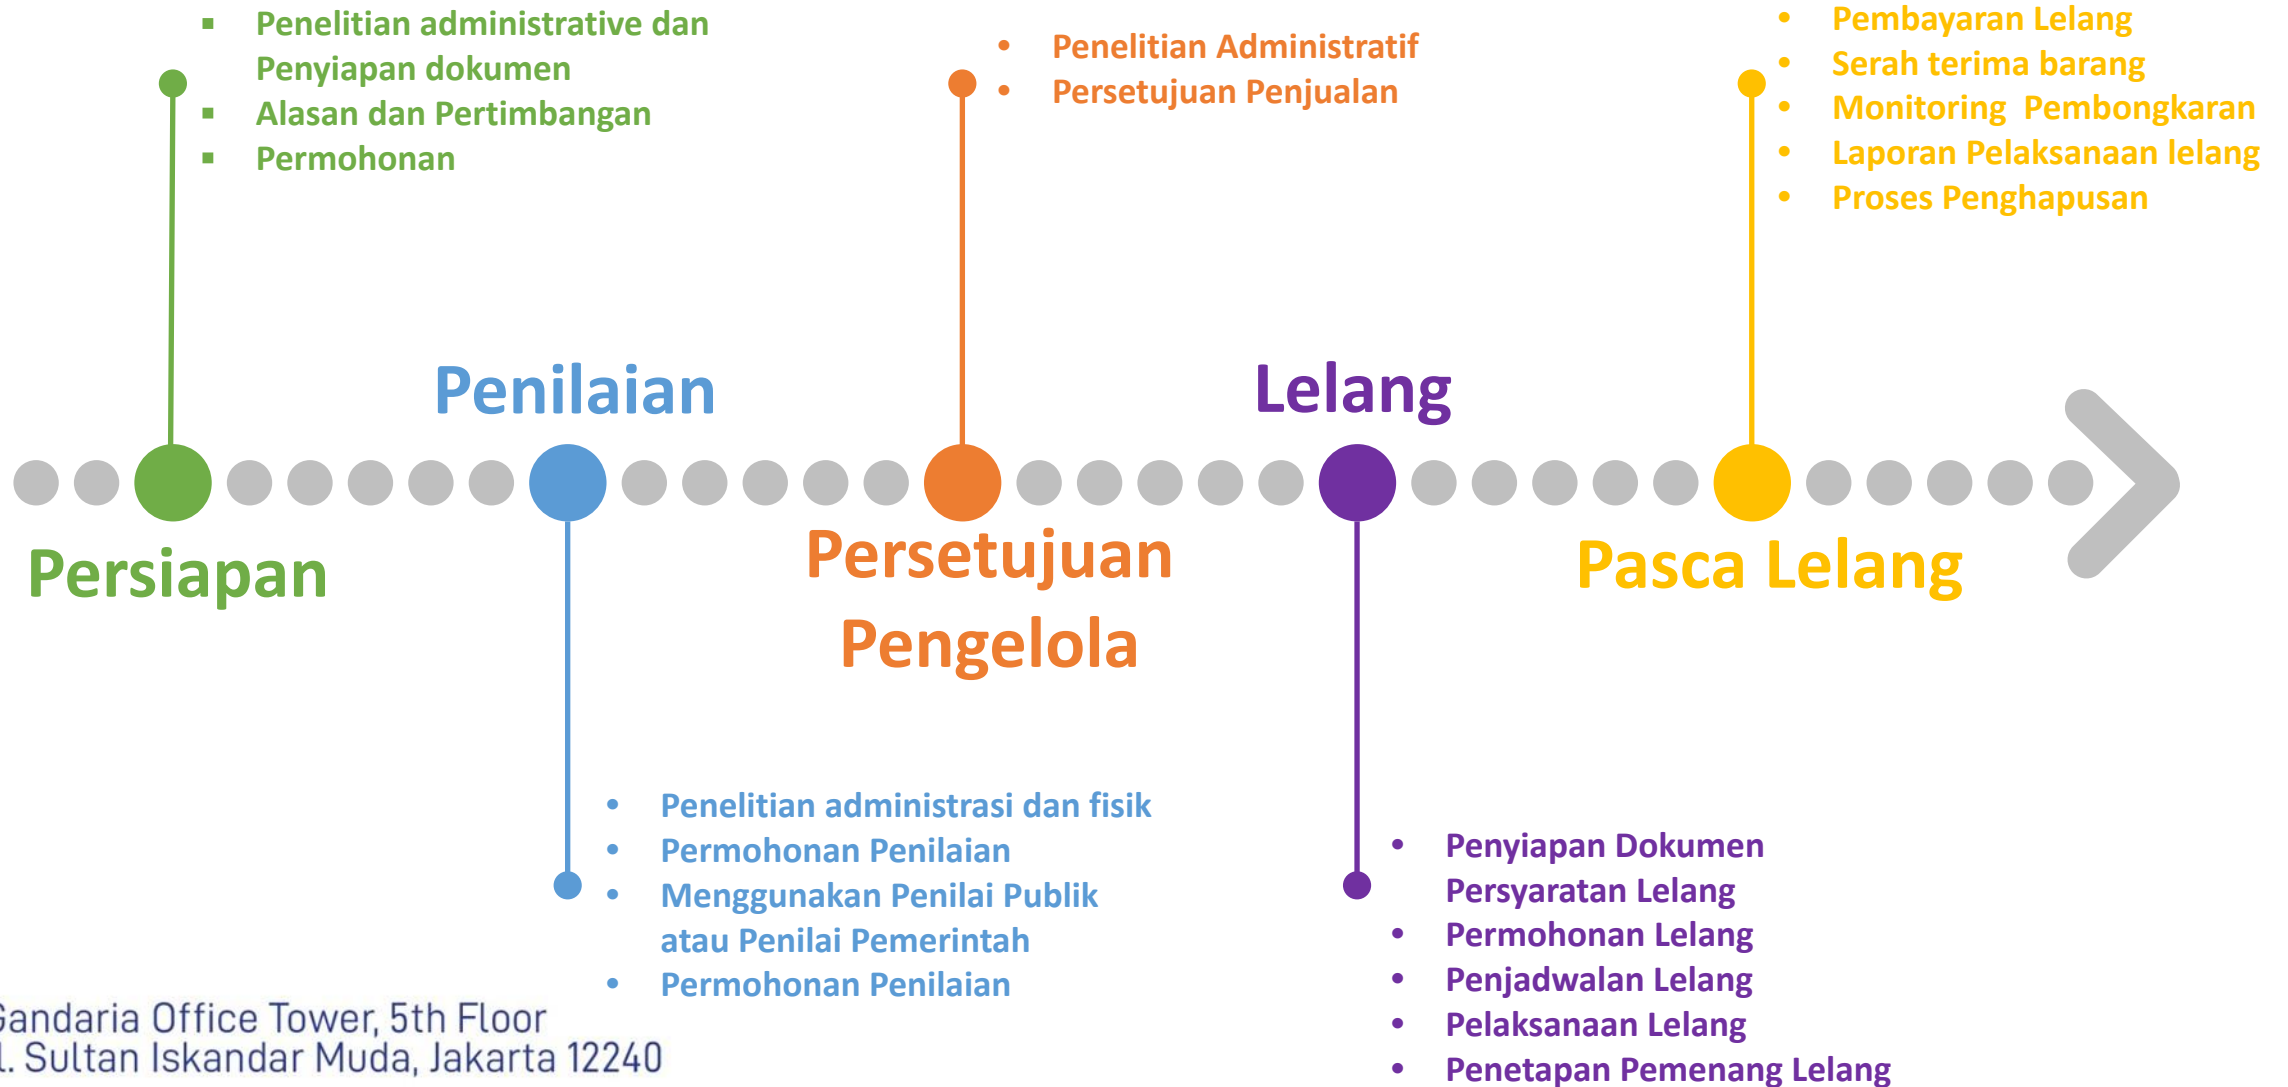 ▪ Penelitian administrative dan
Penyiapan dokumen
▪ Alasan dan Pertimbangan
▪ Permohonan
Persiapan
Penilaian
• Penelitian administrasi dan fisik
• Permohonan Penilaian
• Menggunakan Penilai Publik
atau Penilai Pemerintah
• Permohonan Penilaian
• Penelitian Administratif
• Persetujuan Penjualan
Persetujuan
Pengelola
Lelang
• Penyiapan Dokumen
Persyaratan Lelang
• Permohonan Lelang
• Penjadwalan Lelang
• Pelaksanaan Lelang
• Penetapan Pemenang Lelang
• Pembayaran Lelang
• Serah terima barang
• Monitoring Pembongkaran
• Laporan Pelaksanaan lelang
• Proses Penghapusan
Pasca Lelang
Gandaria Office Tower, 5th Floor
l. Sultan Iskandar Muda, Jakarta 12240